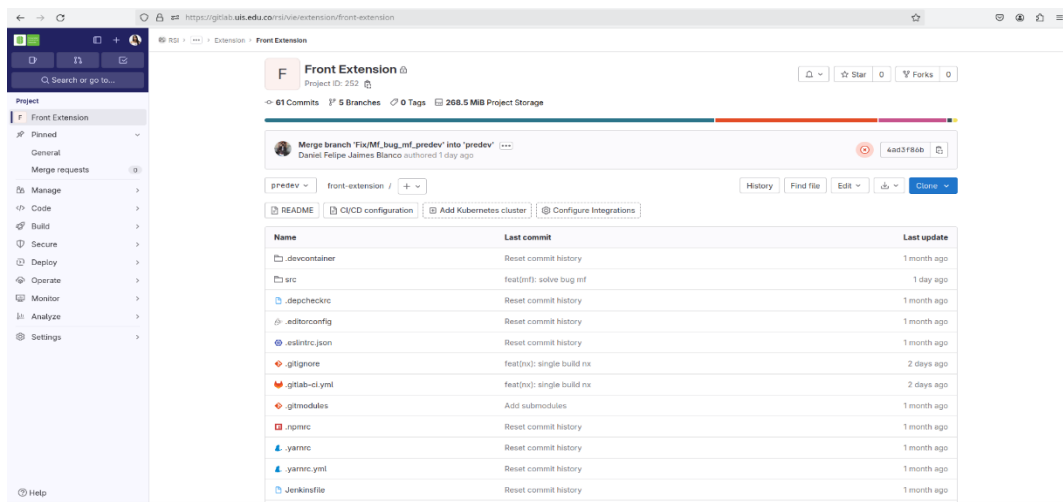 https://gitlab.uis.edu.co/rsi/vie/extension/front-extension
RSI > ... > Extension > Front Extension
Search or go to...
Project
F Front Extension
Pinned
General
Merge requests 0
Manage
Code
Build
Secure
Deploy
Operate
Monitor
Analyze
Settings
Help
F
Front Extension
Project ID: 252
Star 0
Forks 0
61 Commits 5 Branches 0 Tags 268.5 MiB Project Storage
Merge branch 'Fix/Mf_bug_mf_predev' into 'predev' ...
Daniel Felipe Jaimes Blanco authored 1 day ago
4ad3f86b
predev front-extension / +
History Find file Edit Clone
README CI/CD configuration Add Kubernetes cluster Configure Integrations
Name Last commit Last update
.devcontainer Reset commit history 1 month ago
src feat(mf): solve bug mf 1 day ago
.depcheckrc Reset commit history 1 month ago
.editorconfig Reset commit history 1 month ago
.eslintrc.json Reset commit history 1 month ago
.gitignore feat(nx): single build nx 2 days ago
.gitlab-ci.yml feat(nx): single build nx 2 days ago
.gitmodules Add submodules 1 month ago
.npmrc Reset commit history 1 month ago
.yarnrc Reset commit history 1 month ago
.yarnrc.yml Reset commit history 1 month ago
Jenkinsfile Reset commit history 1 month ago